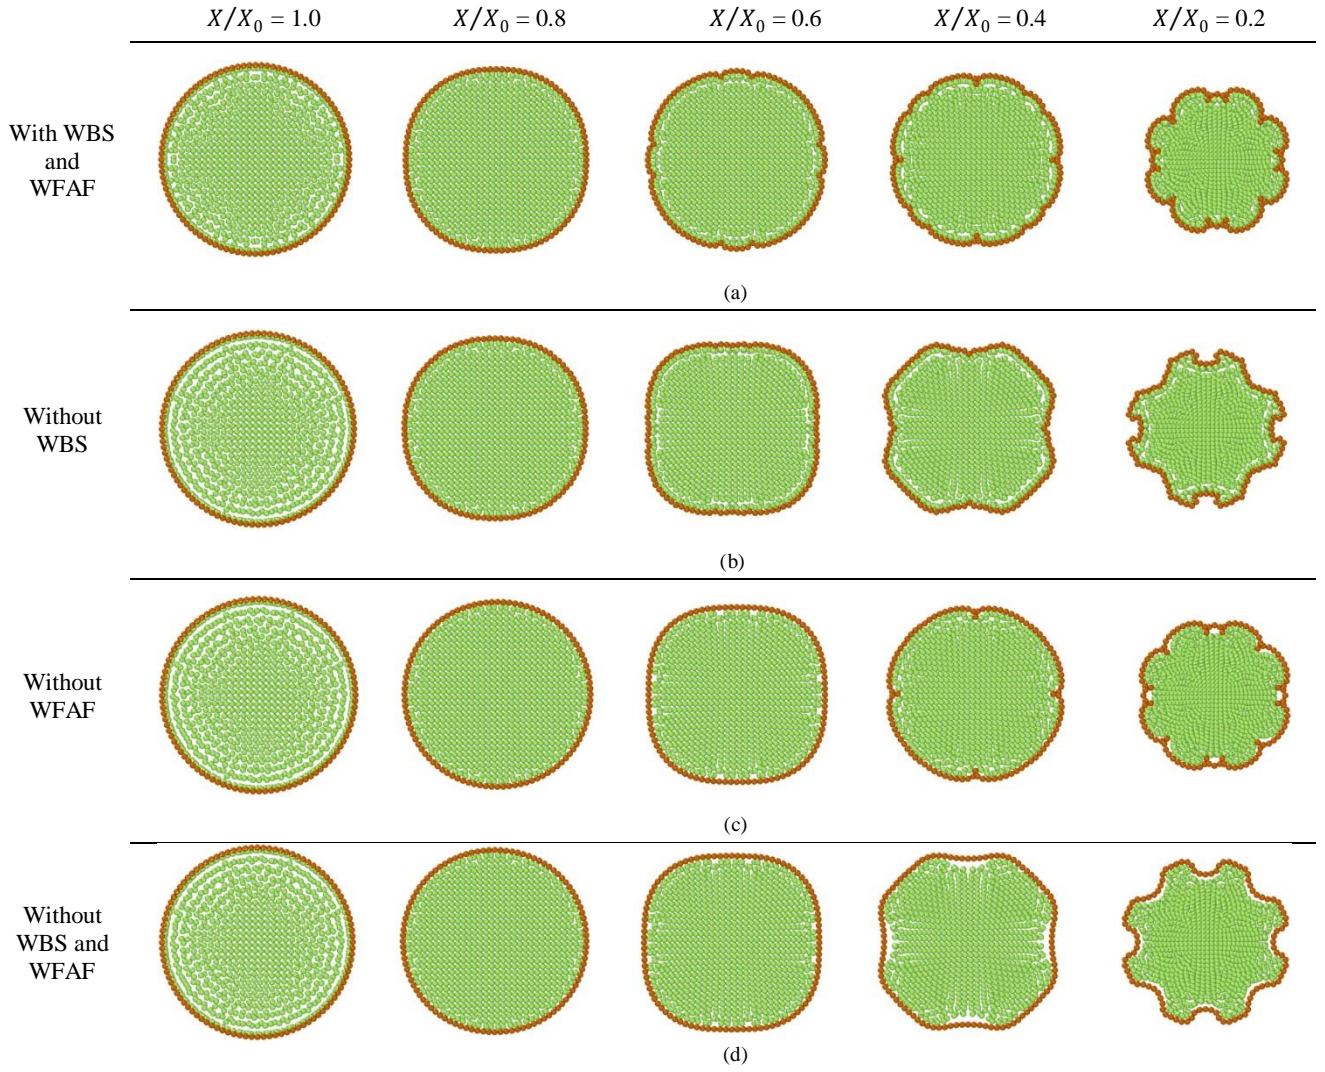 X/X₀ = 1.0 X/X₀ = 0.8 X/X₀ = 0.6 X/X₀ = 0.4 X/X₀ = 0.2
With WBS
and
WFAF
(a)
Without
WBS
(b)
Without
WFAF
(c)
Without
WBS and
WFAF
(d)